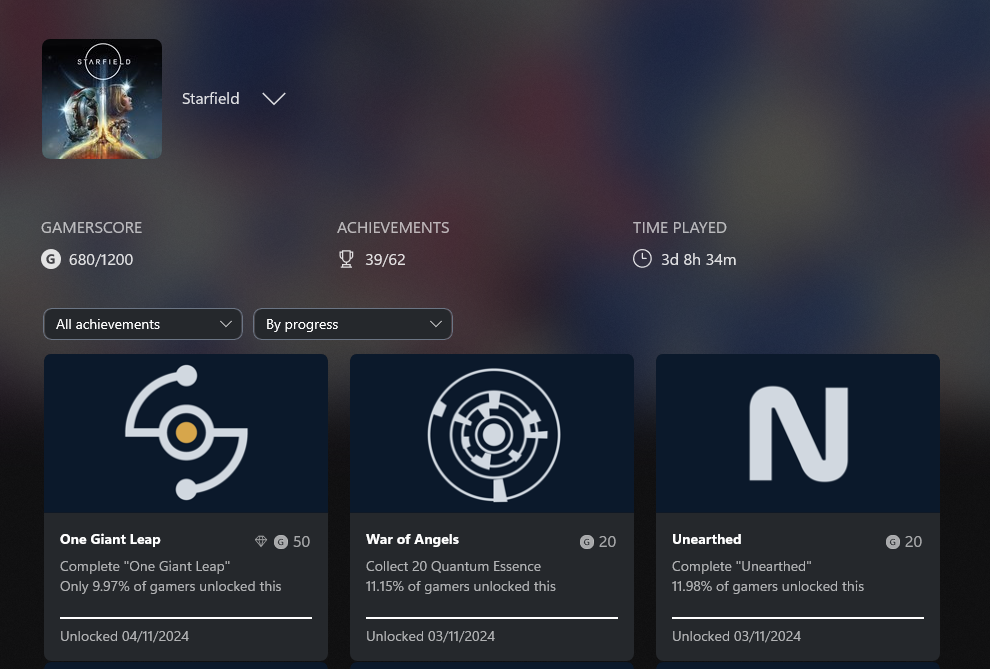 STARFIELD
Starfield
GAMERSCORE
G 680/1200
ACHIEVEMENTS
39/62
TIME PLAYED
3d 8h 34m
All achievements
By progress
One Giant Leap G 50
Complete "One Giant Leap"
Only 9.97% of gamers unlocked this
Unlocked 04/11/2024
War of Angels G 20
Collect 20 Quantum Essence
11.15% of gamers unlocked this
Unlocked 03/11/2024
N
Unearthed G 20
Complete "Unearthed"
11.98% of gamers unlocked this
Unlocked 03/11/2024